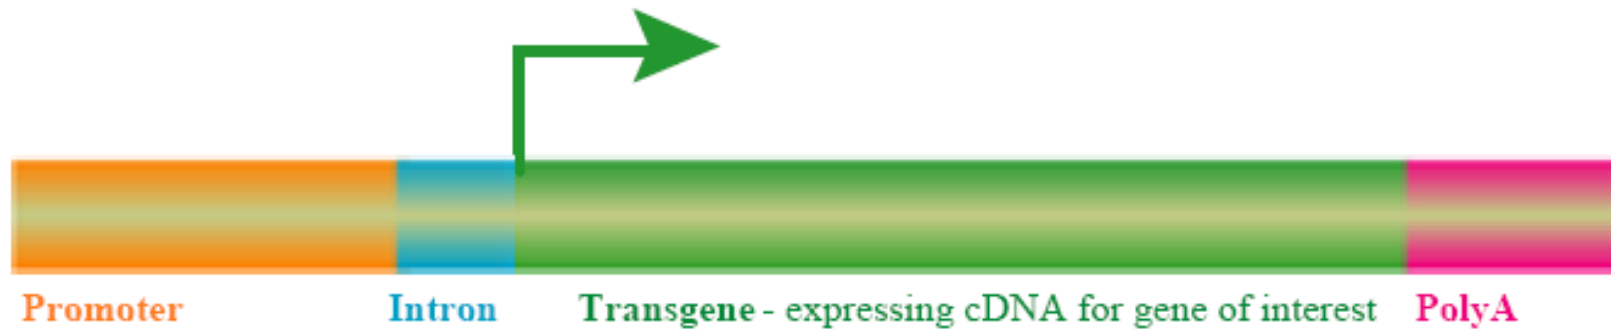 Promoter Intron Transgene - expressing cDNA for gene of interest PolyA